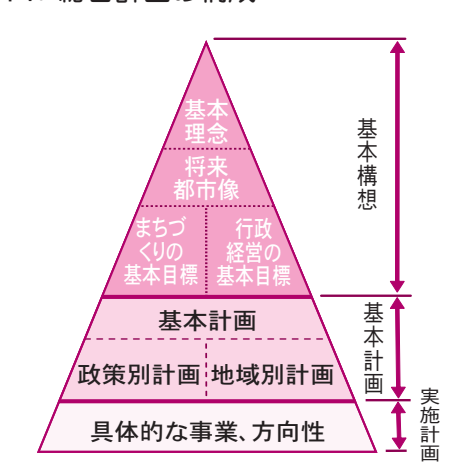 基本
理念
将来
都市像
まちづ
くりの
基本目標
行政
経営の
基本目標
基本計画
政策別計画
地域別計画
具体的な事業、方向性
基本構想
基本計画
実施計画